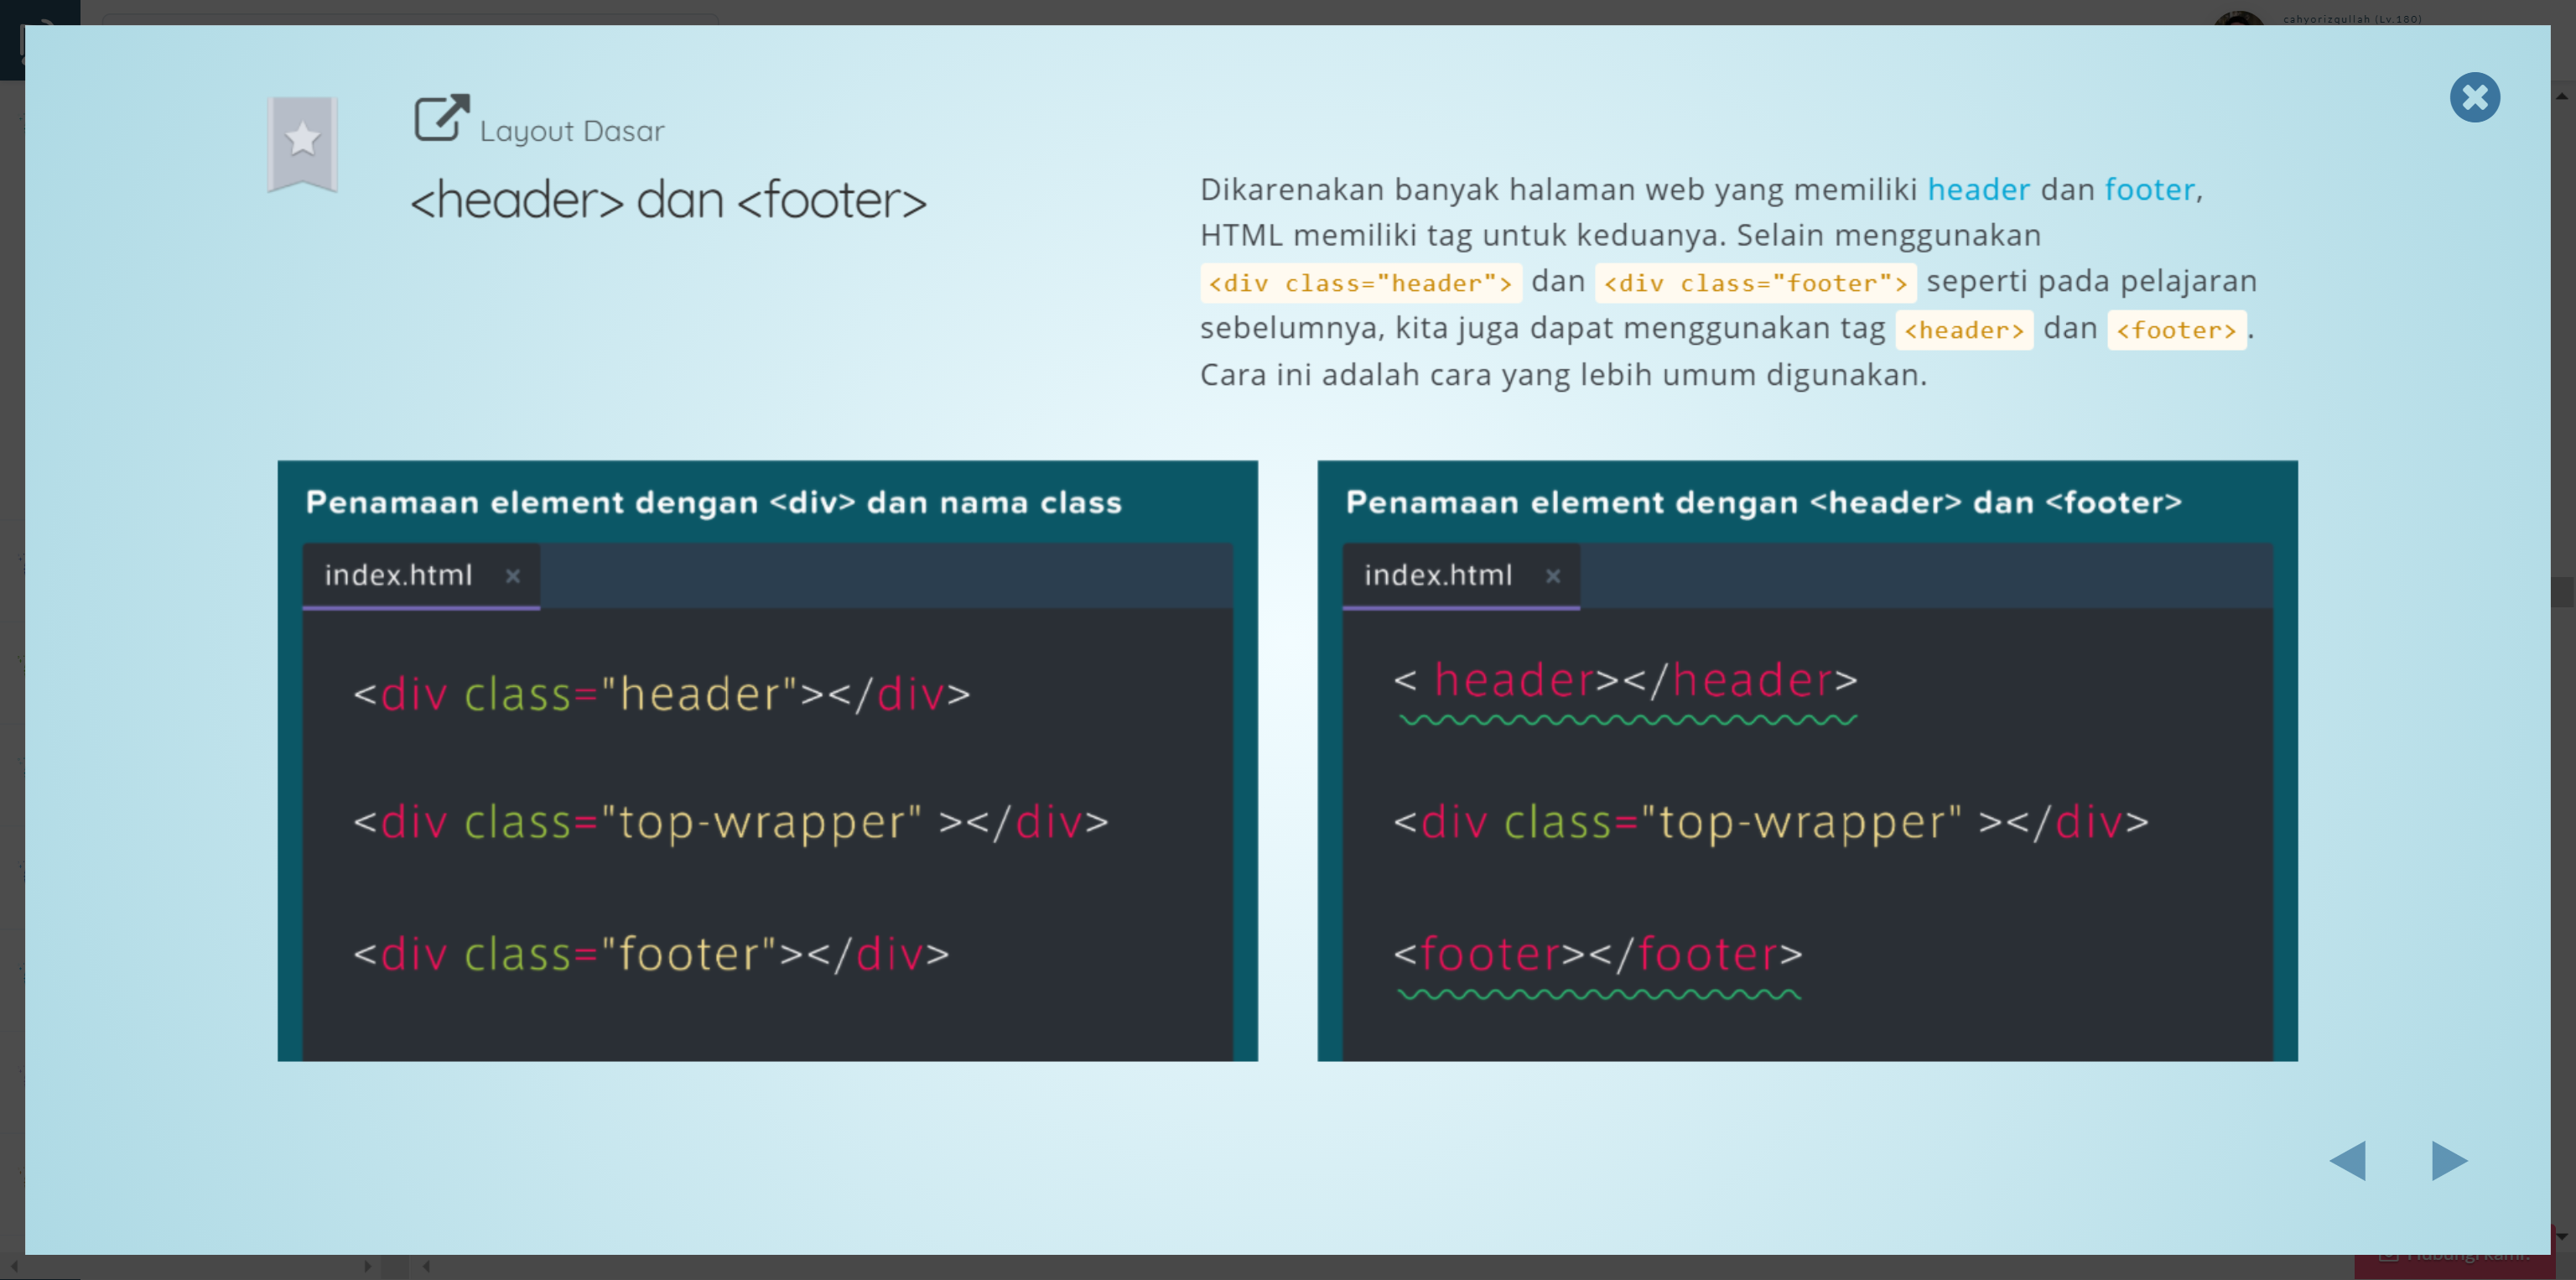 cahyorizqullah (Lv.180)
Layout Dasar
<header> dan <footer>
Dikarenakan banyak halaman web yang memiliki header dan footer,
HTML memiliki tag untuk keduanya. Selain menggunakan
<div class="header"> dan <div class="footer"> seperti pada pelajaran
sebelumnya, kita juga dapat menggunakan tag <header> dan <footer>.
Cara ini adalah cara yang lebih umum digunakan.
Penamaan element dengan <div> dan nama class
index.html ×
<div class="header"></div>
<div class="top-wrapper" ></div>
<div class="footer"></div>
Penamaan element dengan <header> dan <footer>
index.html ×
< header></header>
<div class="top-wrapper" ></div>
<footer></footer>
Hubungi kami.